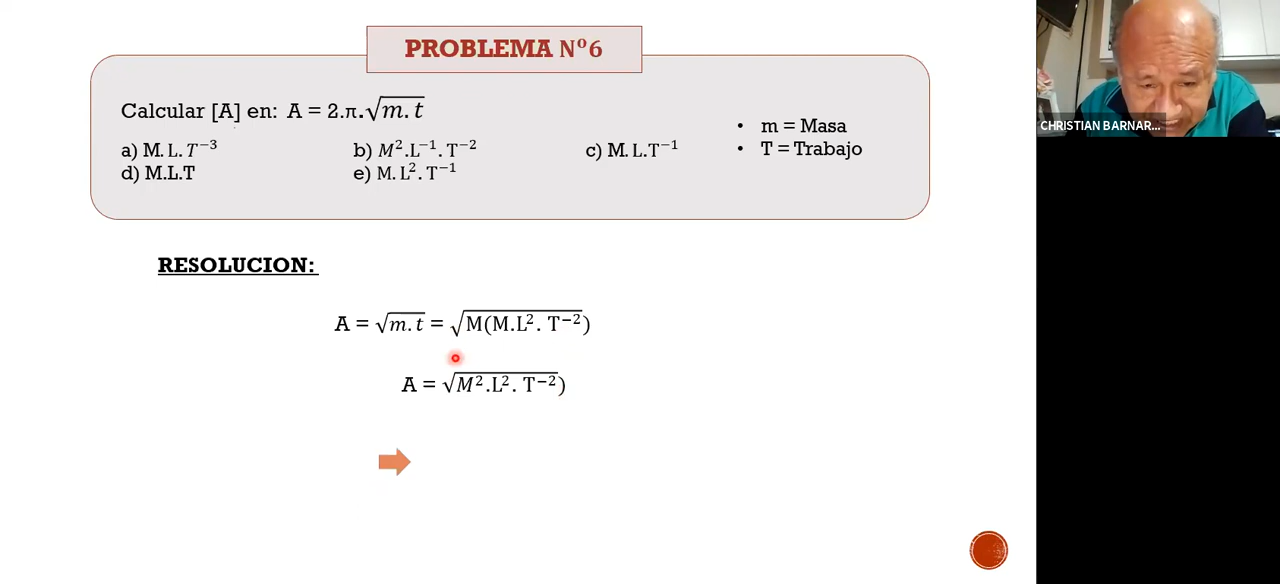 PROBLEMA Nº6
Calcular [A] en: A = 2.π.√m.t
a) M.L.T⁻³ b) M².L⁻¹.T⁻² c) M.L.T⁻¹
d) M.L.T e) M.L².T⁻¹
• m = Masa
• T = Trabajo
RESOLUCION:
A = √m.t = √M(M.L².T⁻²)
A = √M².L².T⁻²)
CHRISTIAN BARNAR...